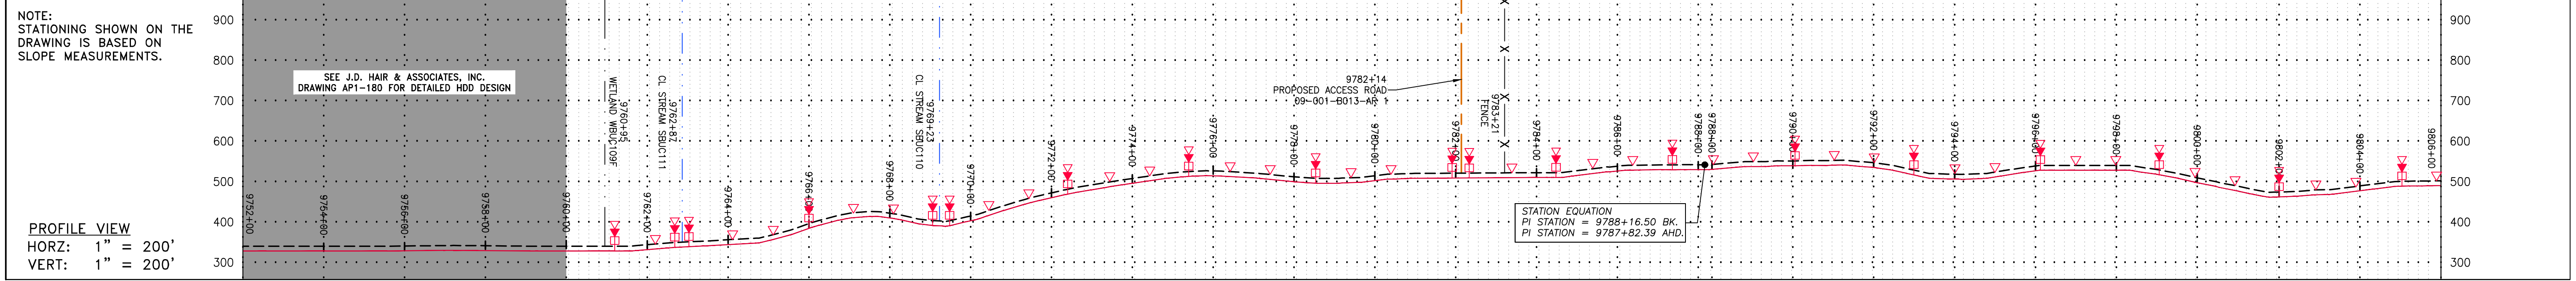 NOTE:
STATIONING SHOWN ON THE
DRAWING IS BASED ON
SLOPE MEASUREMENTS.
PROFILE VIEW
HORZ: 1" = 200'
VERT: 1" = 200'
900
800
700
600
500
400
300
SEE J.D. HAIR & ASSOCIATES, INC.
DRAWING AP1-180 FOR DETAILED HDD DESIGN
9752+00
9754+00
9756+00
9758+00
9760+00
9760+95
WETLAND WBUC109F
9762+00
9762+87
CL STREAM SBUC111
9764+00
9766+00
9768+00
9769+23
CL STREAM SBUC110
9770+00
9772+00
9774+00
9776+00
9778+00
9780+00
9782+14
PROPOSED ACCESS ROAD
09-001-B013-AR 1
9782+00
9783+21
FENCE
X
X
X
X
9784+00
9786+00
9788+00
9788+00
STATION EQUATION
PI STATION = 9788+16.50 BK.
PI STATION = 9787+82.39 AHD.
9790+00
9792+00
9794+00
9796+00
9798+00
9800+00
9802+00
9804+00
9806+00
900
800
700
600
500
400
300